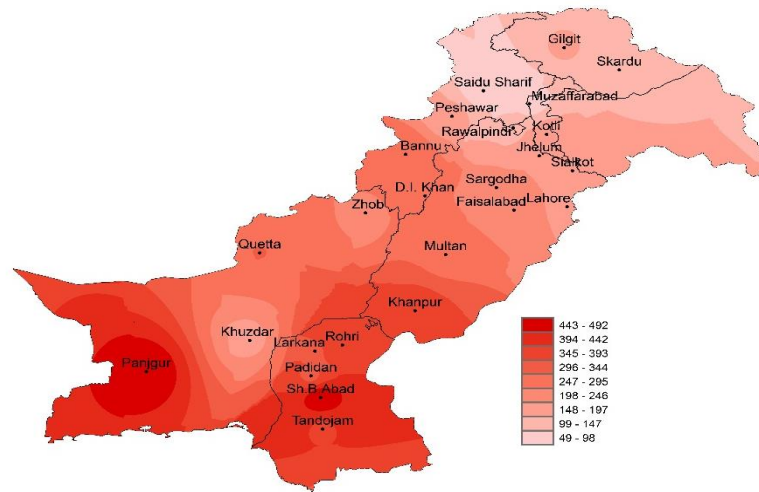 Gilgit
Skardu
Saidu Sharif
Muzaffarabad
Peshawar
Rawalpindi
Kotli
Bannu
Jhelum
Sialkot
Sargodha
D.I. Khan
Zhob
Faisalabad
Lahore
Quetta
Multan
Khanpur
Khuzdar
Larkana
Rohri
Panjgur
Padidan
Sh.B.Abad
Tandojam
443 - 492
394 - 442
345 - 393
296 - 344
247 - 295
198 - 246
148 - 197
99 - 147
49 - 98